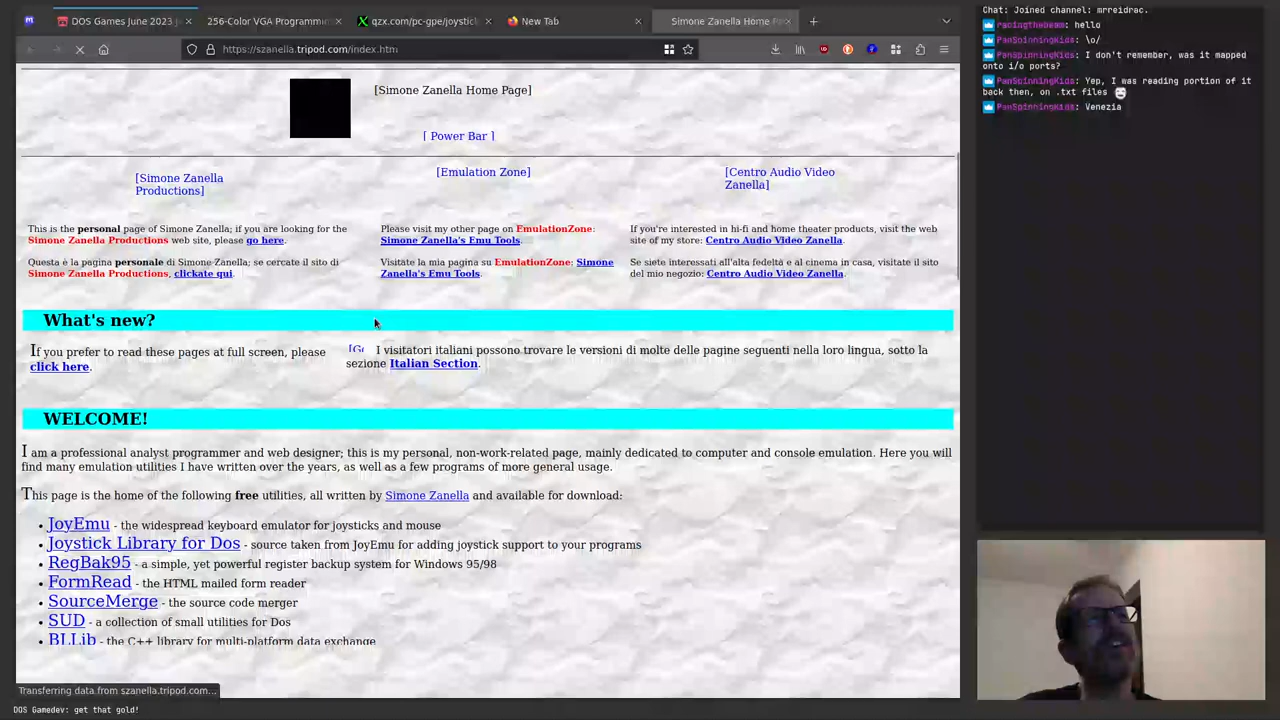 DOS Games June 2023 j
256-Color VGA Programmin
qzx.com/pc-gpe/joystick
New Tab
Simone Zanella Home Pa
https://szanella.tripod.com/index.htm
[Simone Zanella Home Page]
[ Power Bar ]
[Simone Zanella
Productions]
[Emulation Zone]
[Centro Audio Video
Zanella]
This is the personal page of Simone Zanella; if you are looking for the
Simone Zanella Productions web site, please go here.
Questa è la pagina personale di Simone Zanella; se cercate il sito di
Simone Zanella Productions, clickate qui.
Please visit my other page on EmulationZone:
Simone Zanella's Emu Tools.
Visitate la mia pagina su EmulationZone: Simone
Zanella's Emu Tools.
If you're interested in hi-fi and home theater products, visit the web
site of my store: Centro Audio Video Zanella.
Se siete interessati all'alta fedeltà e al cinema in casa, visitate il sito
del mio negozio: Centro Audio Video Zanella.
What's new?
If you prefer to read these pages at full screen, please
click here.
I visitatori italiani possono trovare le versioni di molte delle pagine seguenti nella loro lingua, sotto la
sezione Italian Section.
WELCOME!
I am a professional analyst programmer and web designer; this is my personal, non-work-related page, mainly dedicated to computer and console emulation. Here you will
find many emulation utilities I have written over the years, as well as a few programs of more general usage.
This page is the home of the following free utilities, all written by Simone Zanella and available for download:
• JoyEmu - the widespread keyboard emulator for joysticks and mouse
• Joystick Library for Dos - source taken from JoyEmu for adding joystick support to your programs
• RegBak95 - a simple, yet powerful register backup system for Windows 95/98
• FormRead - the HTML mailed form reader
• SourceMerge - the source code merger
• SUD - a collection of small utilities for Dos
• BLLib - the C++ library for multi-platform data exchange
Transferring data from szanella.tripod.com...
DOS Gamedev: get that gold!
Chat: Joined channel: mrreidrac.
racingthebeam: hello
PanSpinningKids: \o/
PanSpinningKids: I don't remember, was it mapped
onto i/o ports?
PanSpinningKids: Yep, I was reading portion of it
back then, on .txt files
PanSpinningKids: Venezia